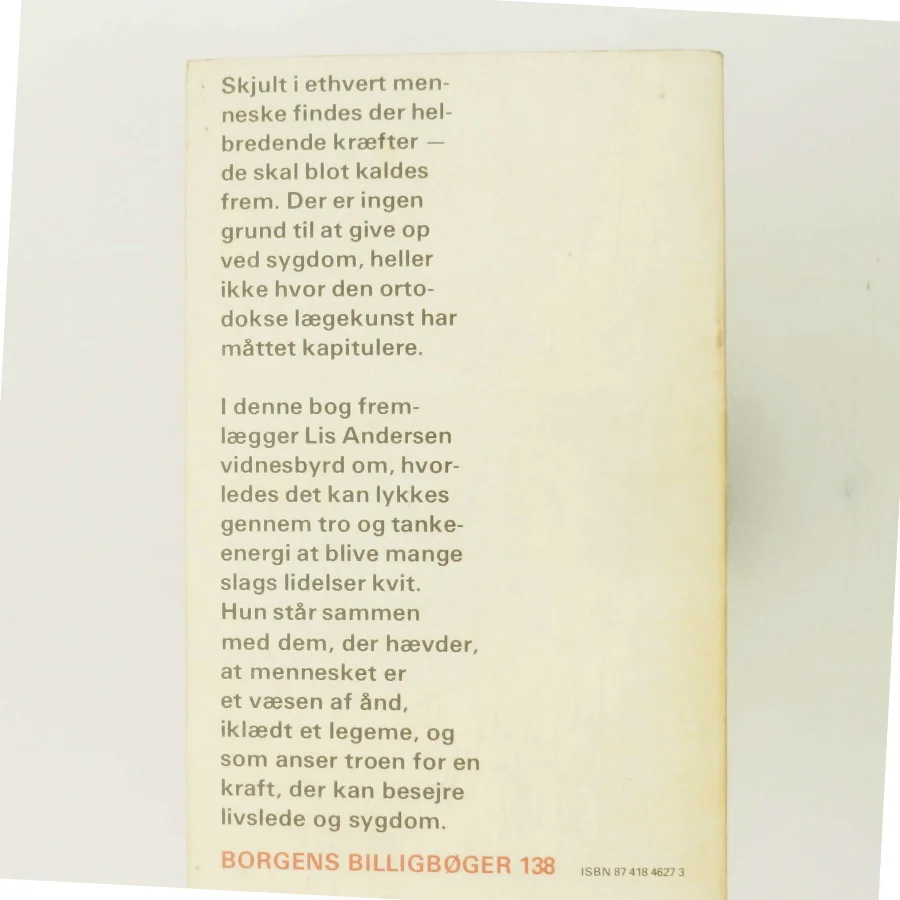 Skjult i ethvert men-
neske findes der hel-
bredende kræfter —
de skal blot kaldes
frem. Der er ingen
grund til at give op
ved sygdom, heller
ikke hvor den orto-
dokse lægekunst har
måttet kapitulere.
I denne bog frem-
lægger Lis Andersen
vidnesbyrd om, hvor-
ledes det kan lykkes
gennem tro og tanke-
energi at blive mange
slags lidelser kvit.
Hun står sammen
med dem, der hævder,
at mennesket er
et væsen af ånd,
iklædt et legeme, og
som anser troen for en
kraft, der kan besejre
livslede og sygdom.
BORGENS BILLIGBØGER 138 ISBN 87 418 4627 3